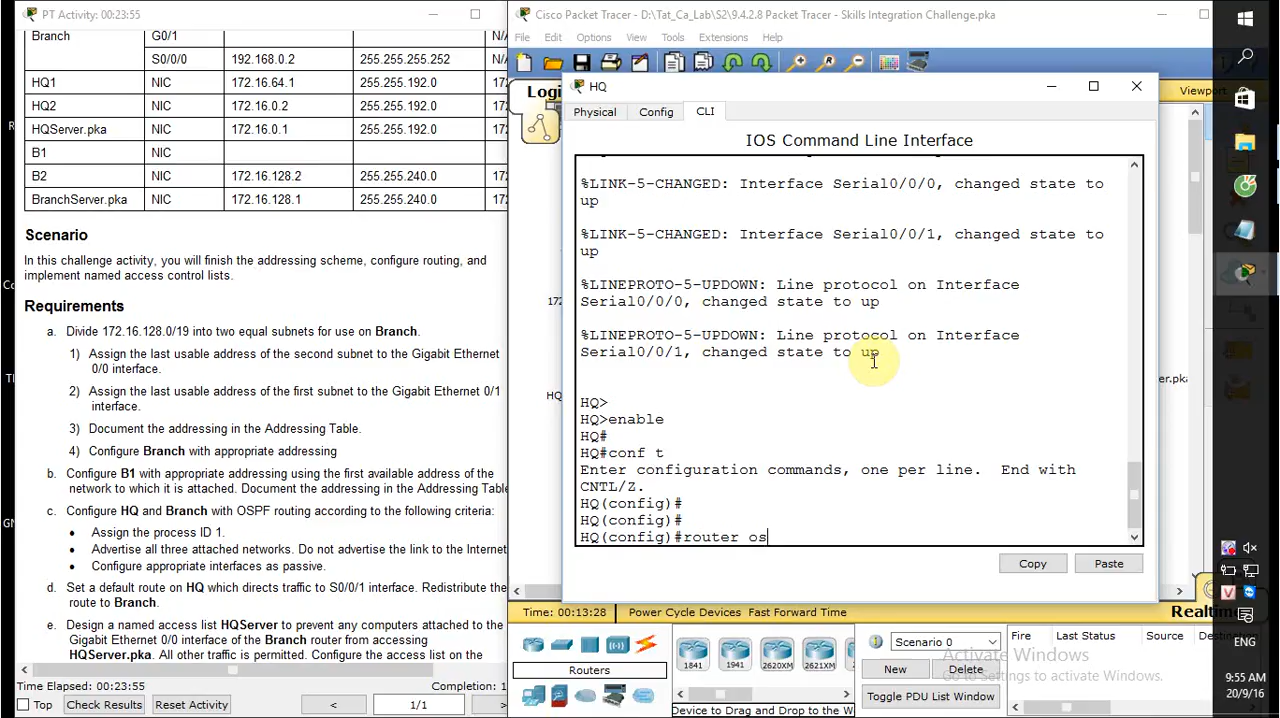 PT Activity: 00:23:55
Cisco Packet Tracer - D:\Tat_Ca_Lab\S2\9.4.2.8 Packet Tracer - Skills Integration Challenge.pka
File Edit Options View Tools Extensions Help
Branch G0/1 N/
S0/0/0 192.168.0.2 255.255.255.252 N/
HQ1 NIC 172.16.64.1 255.255.192.0 172
HQ2 NIC 172.16.0.2 255.255.192.0 172
HQServer.pka NIC 172.16.0.1 255.255.192.0 172
B1 NIC
B2 NIC 172.16.128.2 255.255.240.0 172
BranchServer.pka NIC 172.16.128.1 255.255.240.0 172
Scenario
In this challenge activity, you will finish the addressing scheme, configure routing, and
implement named access control lists.
Requirements
a. Divide 172.16.128.0/19 into two equal subnets for use on Branch.
1) Assign the last usable address of the second subnet to the Gigabit Ethernet
0/0 interface.
2) Assign the last usable address of the first subnet to the Gigabit Ethernet 0/1
interface.
3) Document the addressing in the Addressing Table.
4) Configure Branch with appropriate addressing
b. Configure B1 with appropriate addressing using the first available address of the
network to which it is attached. Document the addressing in the Addressing Table
c. Configure HQ and Branch with OSPF routing according to the following criteria:
• Assign the process ID 1.
• Advertise all three attached networks. Do not advertise the link to the Internet
• Configure appropriate interfaces as passive.
d. Set a default route on HQ which directs traffic to S0/0/1 interface. Redistribute the
route to Branch.
e. Design a named access list HQServer to prevent any computers attached to the
Gigabit Ethernet 0/0 interface of the Branch router from accessing
HQServer.pka. All other traffic is permitted. Configure the access list on the
Time Elapsed: 00:23:55 Completion: 1
Top Check Results Reset Activity < 1/1 >
Logi
Viewport
172
HQ
er.pka
HQ
Physical Config CLI
IOS Command Line Interface
%LINK-5-CHANGED: Interface Serial0/0/0, changed state to
up
%LINK-5-CHANGED: Interface Serial0/0/1, changed state to
up
%LINEPROTO-5-UPDOWN: Line protocol on Interface
Serial0/0/0, changed state to up
%LINEPROTO-5-UPDOWN: Line protocol on Interface
Serial0/0/1, changed state to up
HQ>
HQ>enable
HQ#
HQ#conf t
Enter configuration commands, one per line. End with
CNTL/Z.
HQ(config)#
HQ(config)#
HQ(config)#router os
Copy Paste
Time: 00:13:28 Power Cycle Devices Fast Forward Time Realtim
Routers
1841 1941 2620XM 2621XM
Device to Drag and Drop to the W
Scenario 0
New Delete
Toggle PDU List Window
Fire Last Status Source Destination
Activate Windows
Go to Settings to activate Windows.
ENG
9:55 AM
20/9/16